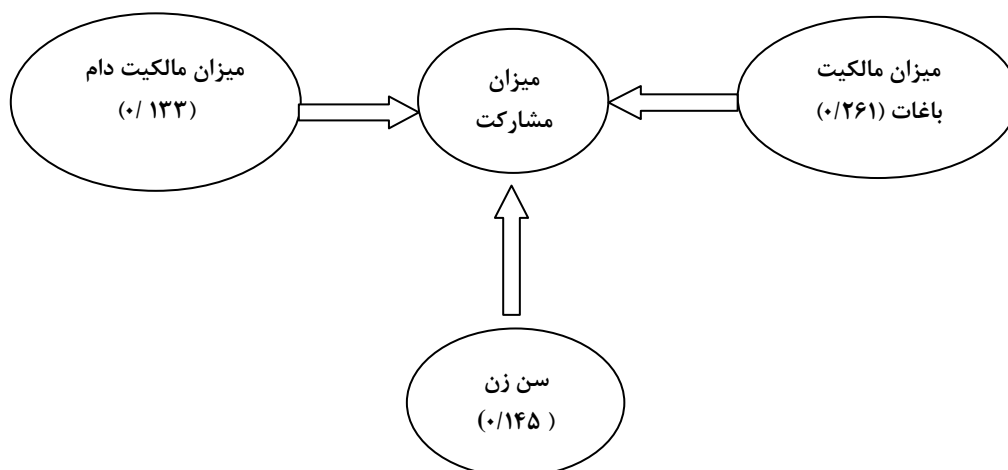 میزان مالکیت
باغات (۰/۲۶۱)
میزان
مشارکت
میزان مالکیت دام
(۰/ ۱۳۳)
سن زن
(۰/۱۴۵ )